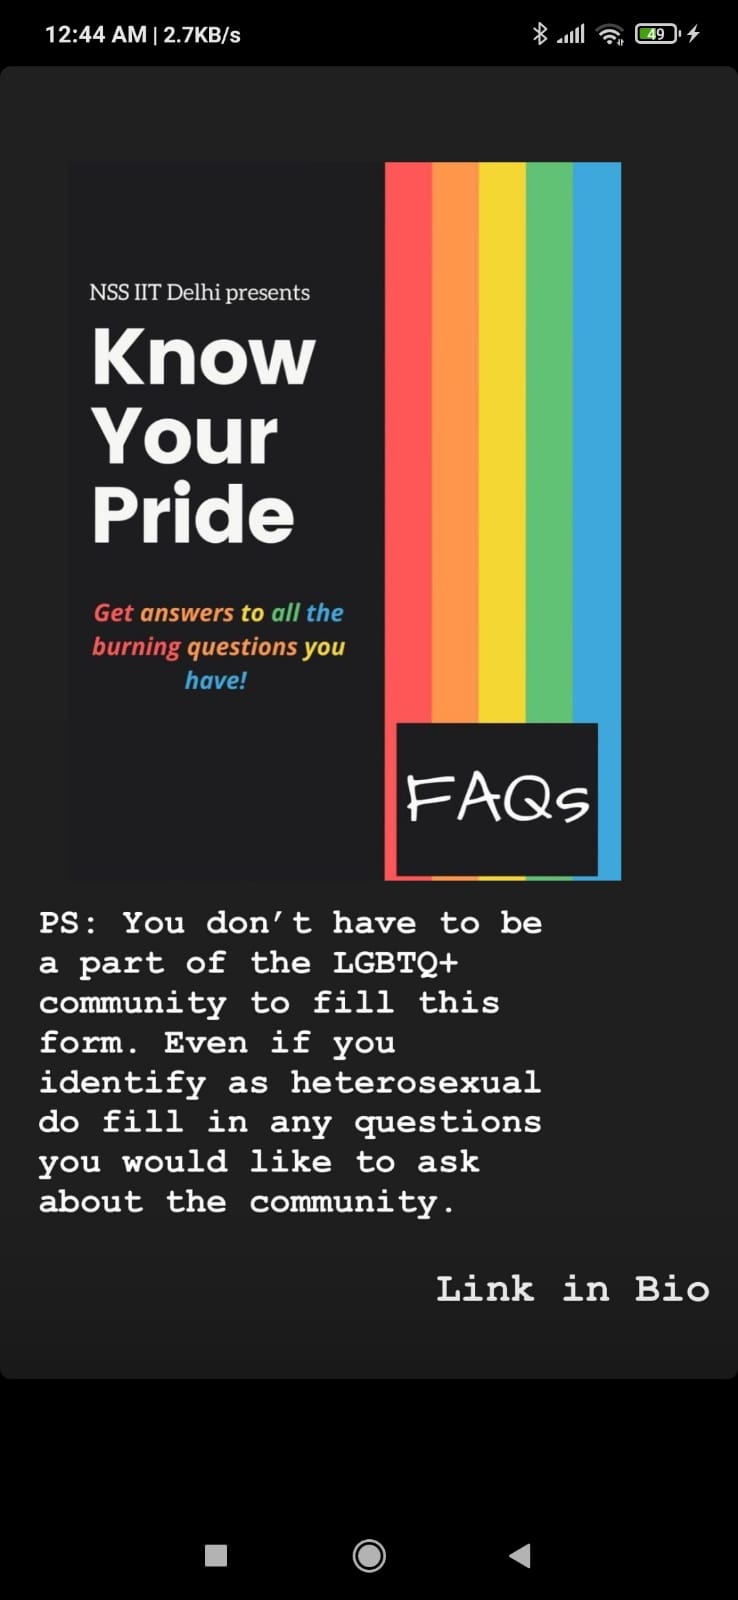 12:44 AM | 2.7KB/s
49
NSS IIT Delhi presents
Know
Your
Pride
Get answers to all the
burning questions you
have!
FAQs
PS: You don't have to be
a part of the LGBTQ+
community to fill this
form. Even if you
identify as heterosexual
do fill in any questions
you would like to ask
about the community.
Link in Bio